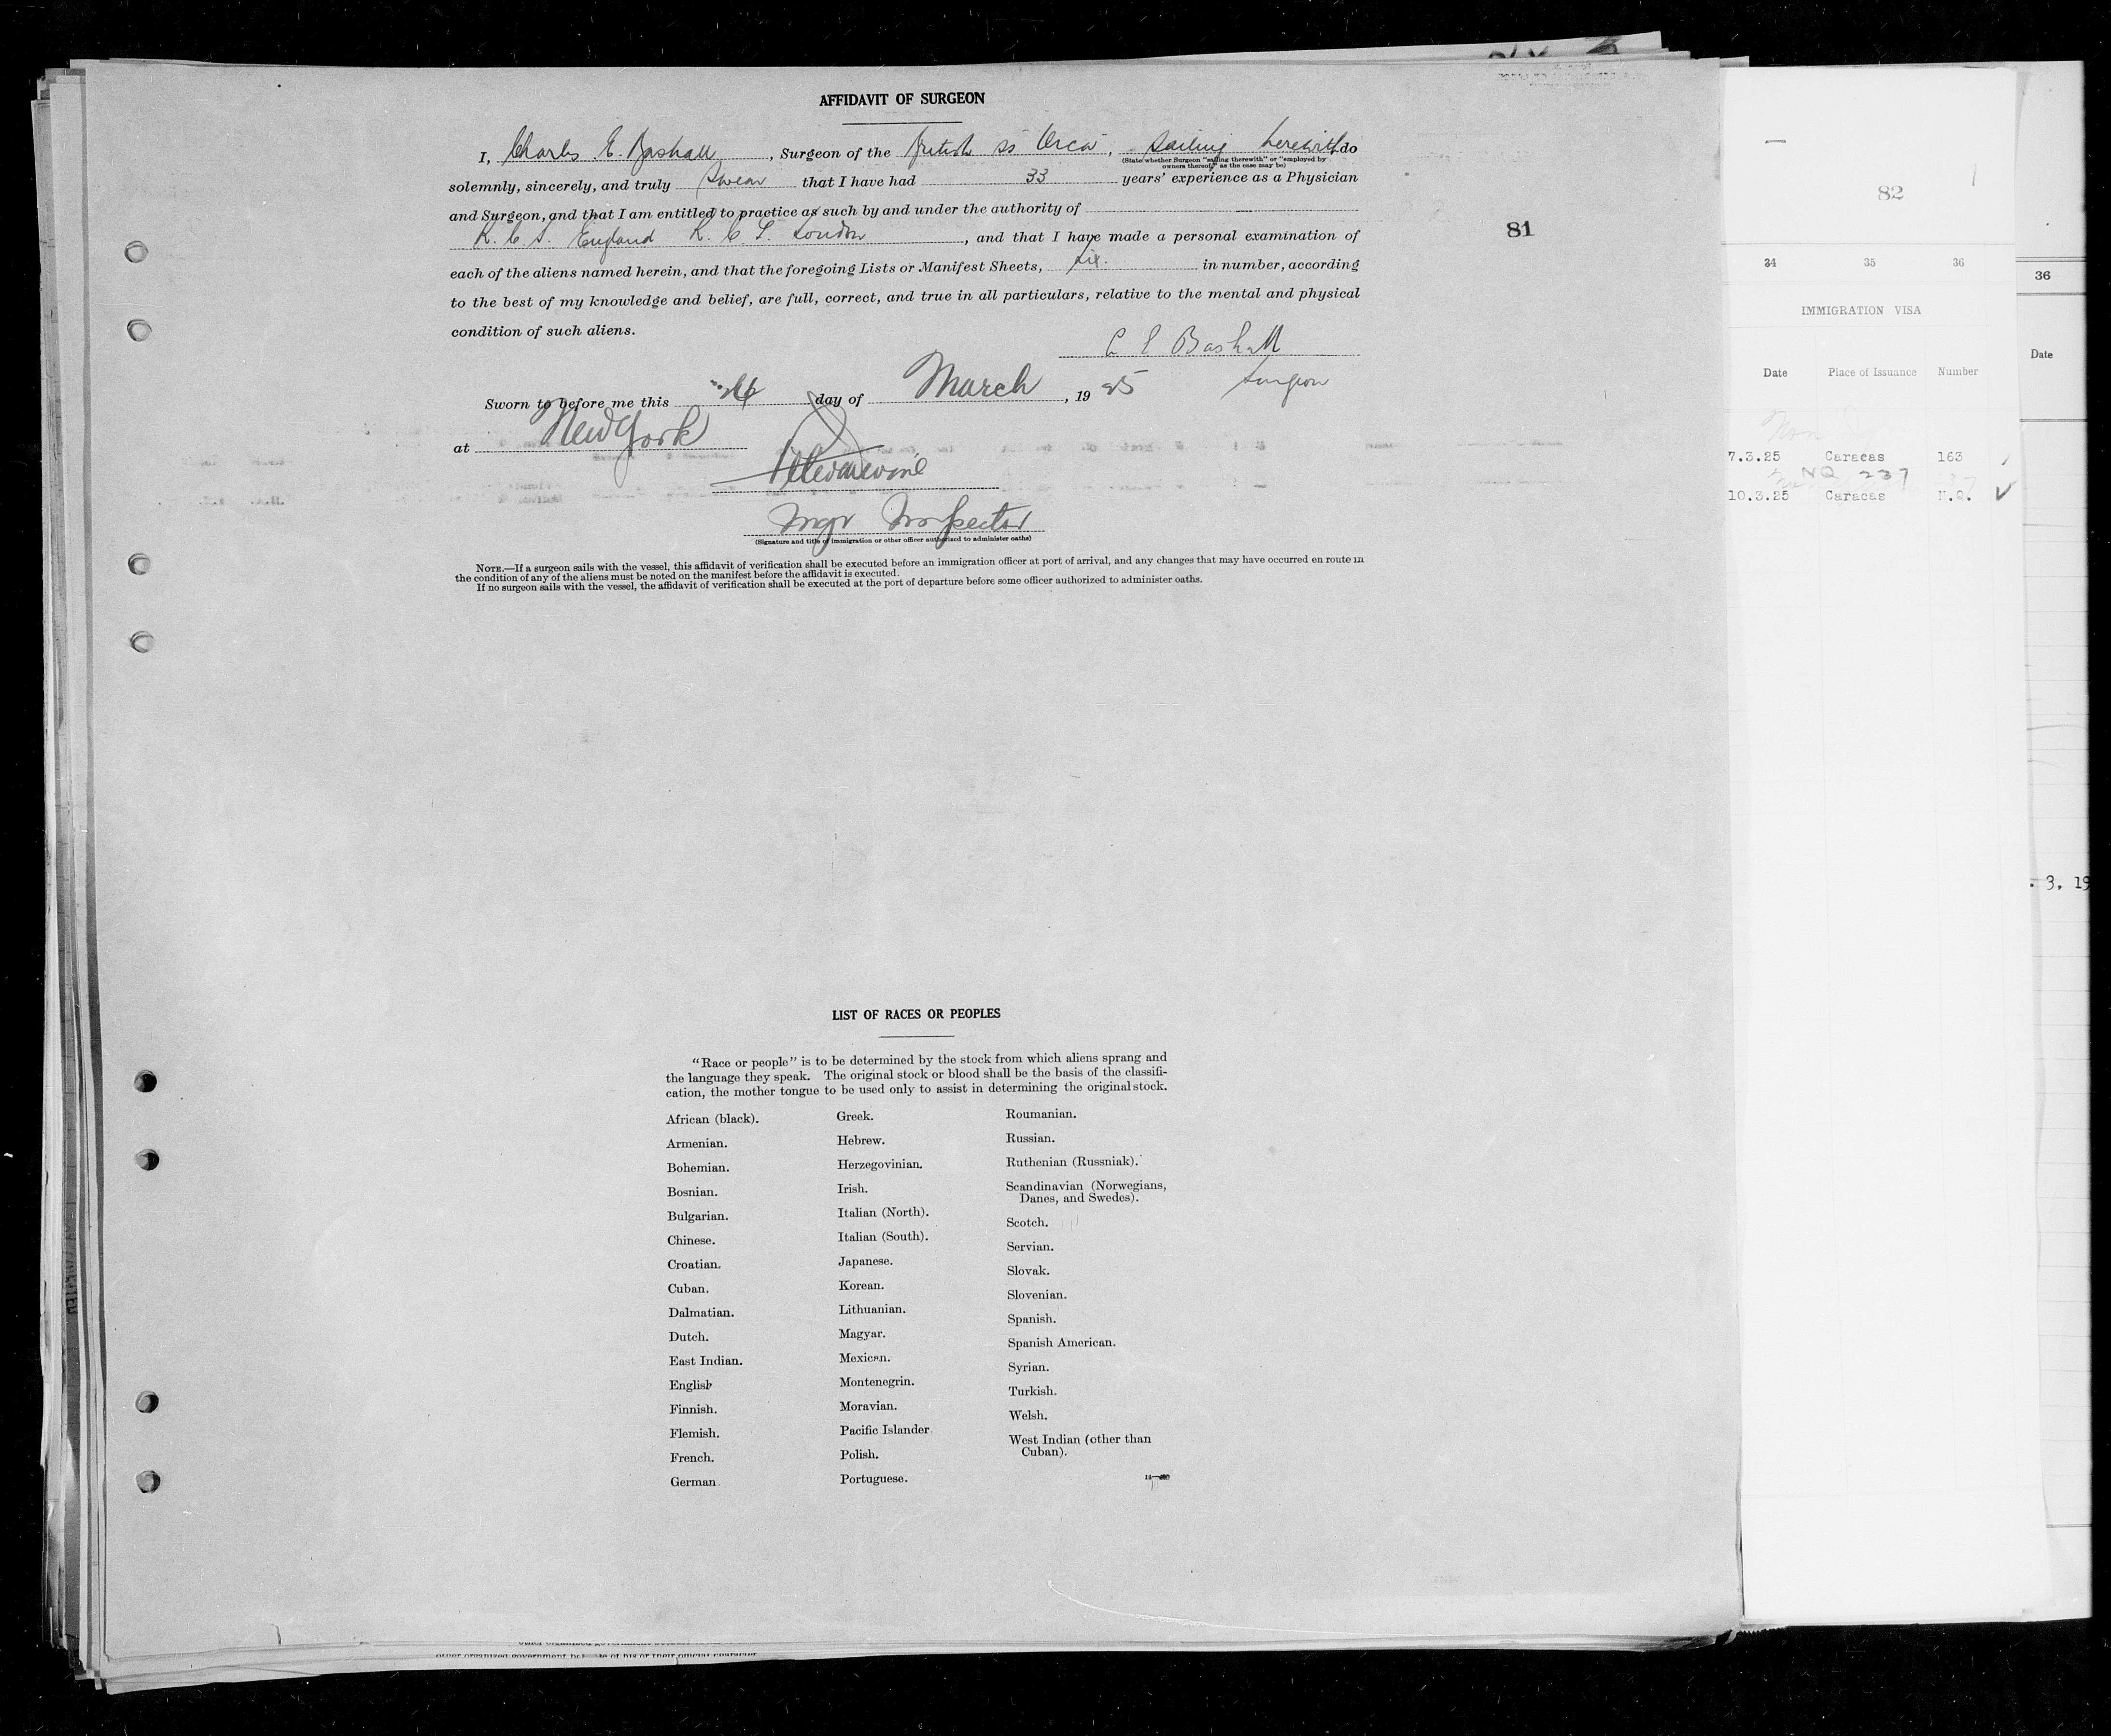 AFFIDAVIT OF SURGEON
I, Charles E. Bashall, Surgeon of the British ss "Orca", sailing herewith do
(State whether Surgeon "sailing therewith" or "employed by
owners thereof," as the case may be)
solemnly, sincerely, and truly swear that I have had 33 years' experience as a Physician
and Surgeon, and that I am entitled to practice as such by and under the authority of
R. C. S. England R. C. P. London, and that I have made a personal examination of
each of the aliens named herein, and that the foregoing Lists or Manifest Sheets, six. in number, according
to the best of my knowledge and belief, are full, correct, and true in all particulars, relative to the mental and physical
condition of such aliens.
C E Bashall
Surgeon
Sworn to before me this 26 day of March, 19 25
at New York
Inspector
(Signature and title of immigration or other officer authorized to administer oaths)
NOTE.—If a surgeon sails with the vessel, this affidavit of verification shall be executed before an immigration officer at port of arrival, and any changes that may have occurred en route in
the condition of any of the aliens must be noted on the manifest before the affidavit is executed.
If no surgeon sails with the vessel, the affidavit of verification shall be executed at the port of departure before some officer authorized to administer oaths.
81
LIST OF RACES OR PEOPLES
"Race or people" is to be determined by the stock from which aliens sprang and
the language they speak. The original stock or blood shall be the basis of the classifi-
cation, the mother tongue to be used only to assist in determining the original stock.
African (black).
Armenian.
Bohemian.
Bosnian.
Bulgarian.
Chinese.
Croatian.
Cuban.
Dalmatian.
Dutch.
East Indian.
English
Finnish.
Flemish.
French.
German.
Greek.
Hebrew.
Herzegovinian.
Irish.
Italian (North).
Italian (South).
Japanese.
Korean.
Lithuanian.
Magyar.
Mexican.
Montenegrin.
Moravian.
Pacific Islander.
Polish.
Portuguese.
Roumanian.
Russian.
Ruthenian (Russniak).
Scandinavian (Norwegians,
Danes, and Swedes).
Scotch.
Servian.
Slovak.
Slovenian.
Spanish.
Spanish American.
Syrian.
Turkish.
Welsh.
West Indian (other than
Cuban).
82
34 35 36
IMMIGRATION VISA
Date Place of Issuance Number
7.3.25 Caracas 163
NQ 237
10.3.25 Caracas N.Q.
36
Date
. 3, 19